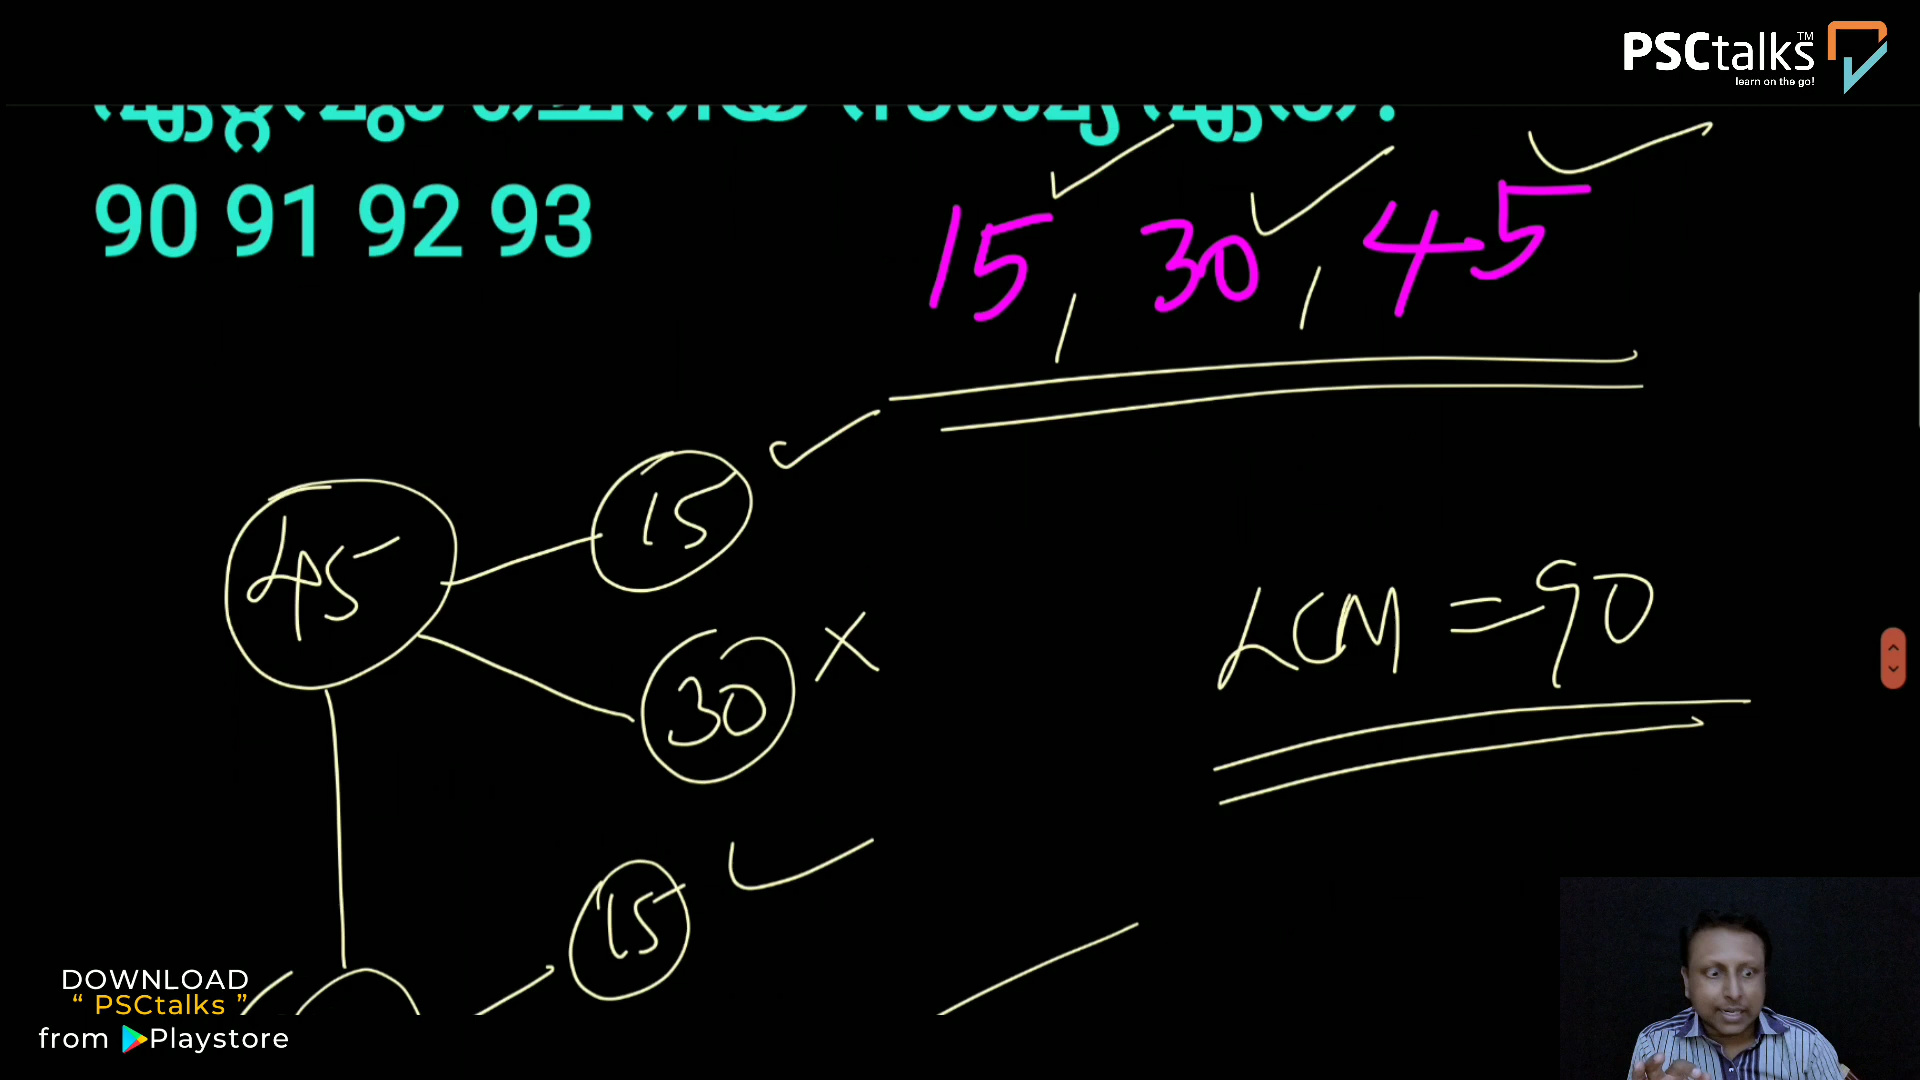 PSCtalks™
learn on the go!
90 91 92 93
15, 30, 45
15
45
LCM = 90
30
15
DOWNLOAD
“ PSCtalks ”
from Playstore